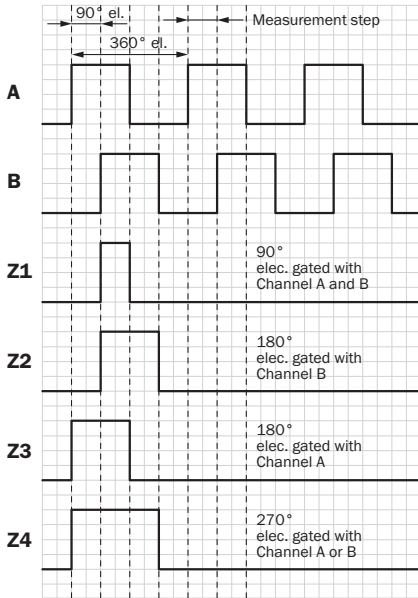 90° el.
Measurement step
360° el.
A
B
Z1
90°
elec. gated with
Channel A and B
Z2
180°
elec. gated with
Channel B
Z3
180°
elec. gated with
Channel A
Z4
270°
elec. gated with
Channel A or B